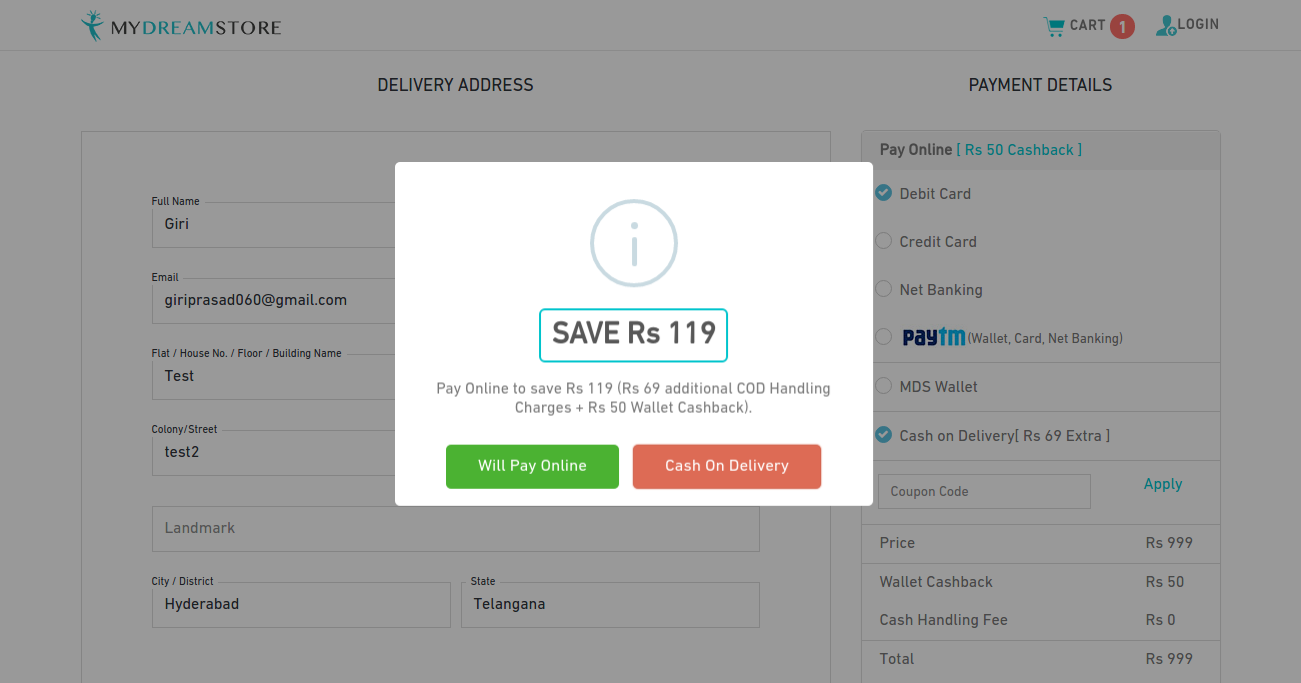 MYDREAMSTORE
CART 1
LOGIN
DELIVERY ADDRESS
PAYMENT DETAILS
Full Name
Giri
Email
giriprasad060@gmail.com
Flat / House No. / Floor / Building Name
Test
Colony/Street
test2
Landmark
City / District
Hyderabad
State
Telangana
SAVE Rs 119
Pay Online to save Rs 119 (Rs 69 additional COD Handling
Charges + Rs 50 Wallet Cashback).
Will Pay Online
Cash On Delivery
Pay Online [ Rs 50 Cashback ]
Debit Card
Credit Card
Net Banking
paytm (Wallet, Card, Net Banking)
MDS Wallet
Cash on Delivery[ Rs 69 Extra ]
Coupon Code
Apply
Price Rs 999
Wallet Cashback Rs 50
Cash Handling Fee Rs 0
Total Rs 999